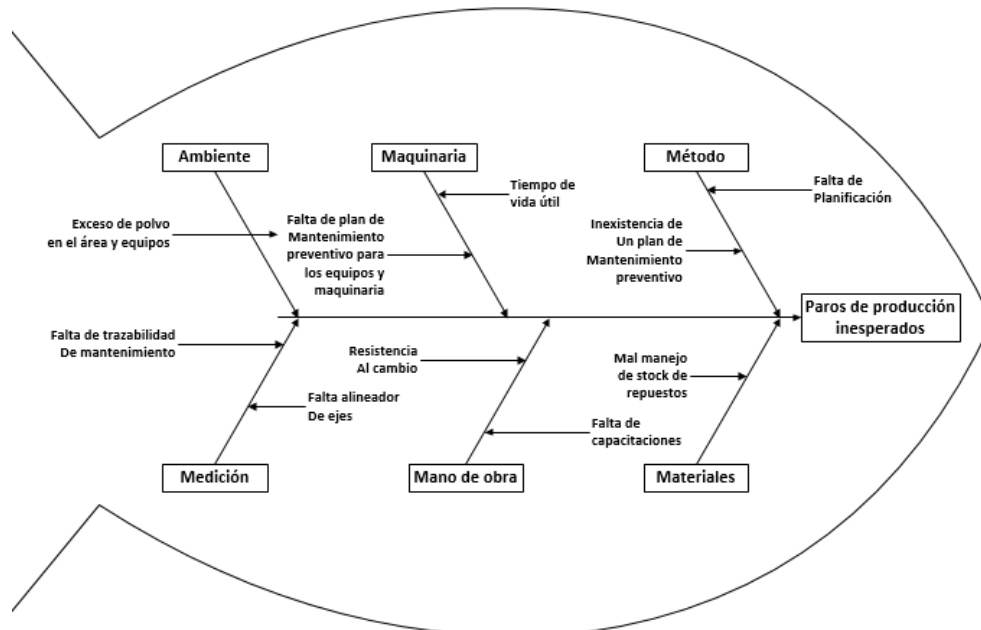 Ambiente
Maquinaria
Método
Exceso de polvo
en el área y equipos
Falta de plan de
Mantenimiento
preventivo para
los equipos y
maquinaria
Tiempo de
vida útil
Inexistencia de
Un plan de
Mantenimiento
preventivo
Falta de
Planificación
Paros de producción
inesperados
Falta de trazabilidad
De mantenimiento
Falta alineador
De ejes
Resistencia
Al cambio
Falta de
capacitaciones
Mal manejo
de stock de
repuestos
Medición
Mano de obra
Materiales